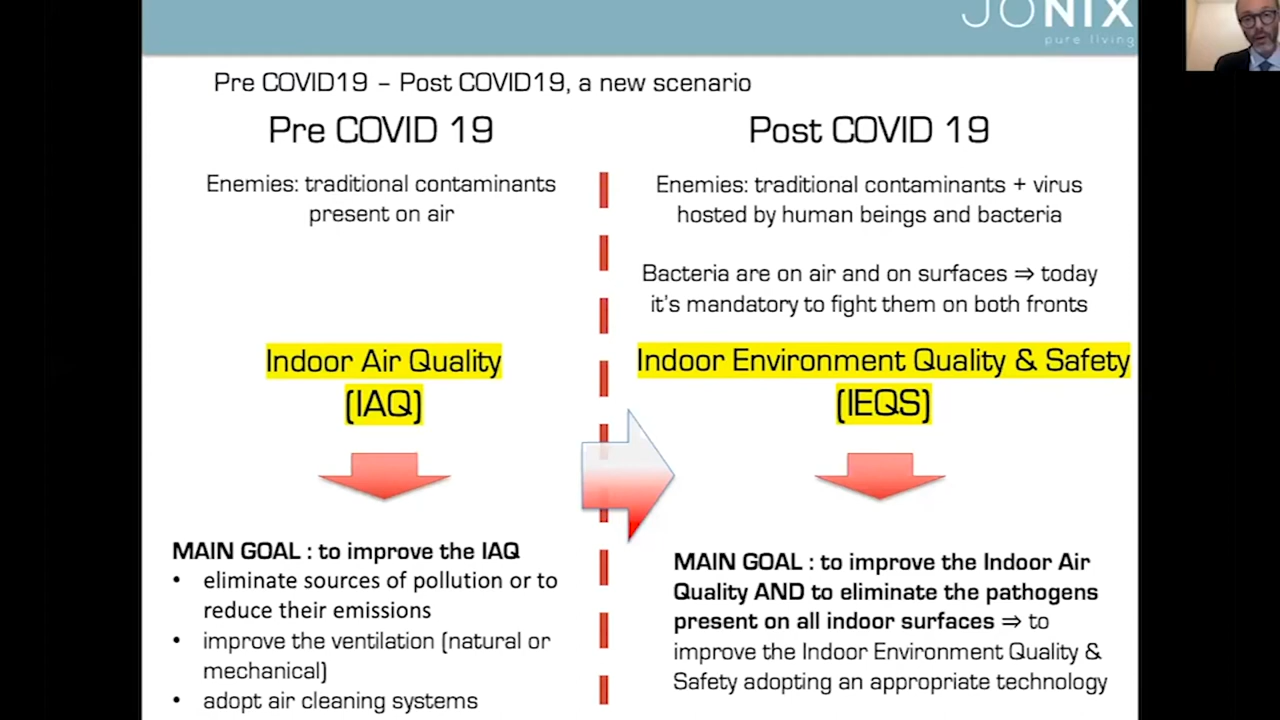 JONIX
pure living
Pre COVID19 – Post COVID19, a new scenario
Pre COVID 19
Enemies: traditional contaminants
present on air
Indoor Air Quality
(IAQ)
MAIN GOAL : to improve the IAQ
• eliminate sources of pollution or to
reduce their emissions
• improve the ventilation (natural or
mechanical)
• adopt air cleaning systems
Post COVID 19
Enemies: traditional contaminants + virus
hosted by human beings and bacteria
Bacteria are on air and on surfaces ⇒ today
it's mandatory to fight them on both fronts
Indoor Environment Quality & Safety
(IEQS)
MAIN GOAL : to improve the Indoor Air
Quality AND to eliminate the pathogens
present on all indoor surfaces ⇒ to
improve the Indoor Environment Quality &
Safety adopting an appropriate technology